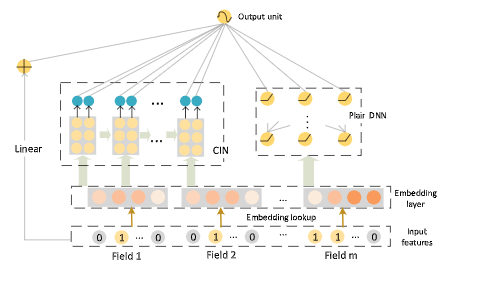 Output unit
...
Plair DNN
...
CIN
Linear
Embedding
layer
...
Embedding lookup
0 1 ... 0 0 1 ... 0 ... 1 1 ... 0
Input
features
Field 1 Field 2 Field m